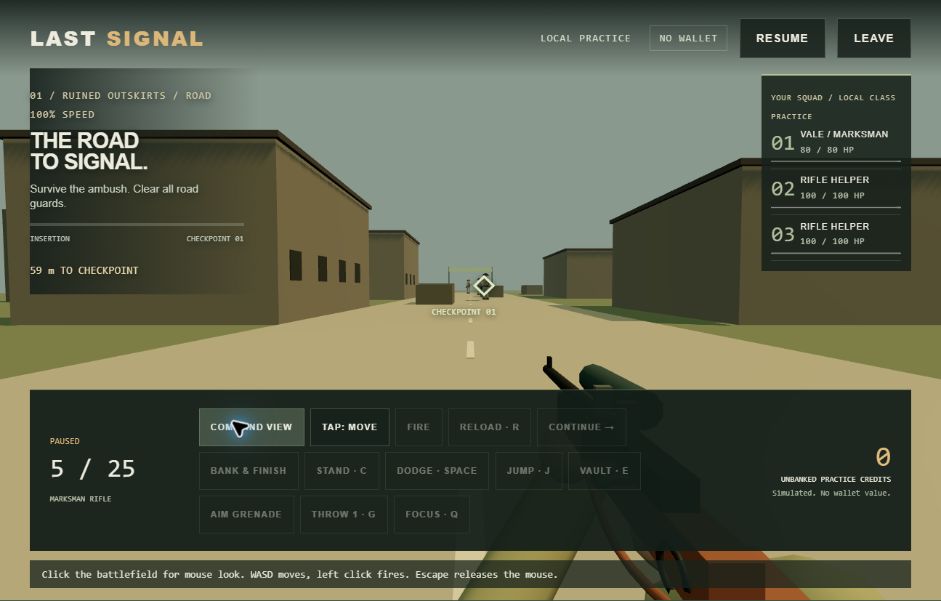 LAST SIGNAL
LOCAL PRACTICE
NO WALLET
RESUME
LEAVE
01 / RUINED OUTSKIRTS / ROAD
100% SPEED
THE ROAD
TO SIGNAL.
Survive the ambush. Clear all road
guards.
INSERTION
CHECKPOINT 01
59 m TO CHECKPOINT
YOUR SQUAD / LOCAL CLASS
PRACTICE
01 VALE / MARKSMAN
80 / 80 HP
02 RIFLE HELPER
100 / 100 HP
03 RIFLE HELPER
100 / 100 HP
CHECKPOINT 01
PAUSED
5 / 25
MARKSMAN RIFLE
VIEW
TAP: MOVE
FIRE
RELOAD · R
CONTINUE →
BANK & FINISH
STAND · C
DODGE · SPACE
JUMP · J
VAULT · E
AIM GRENADE
THROW 1 · G
FOCUS · Q
0
UNBANKED PRACTICE CREDITS
Simulated. No wallet value.
Click the battlefield for mouse look. WASD moves, left click fires. Escape releases the mouse.